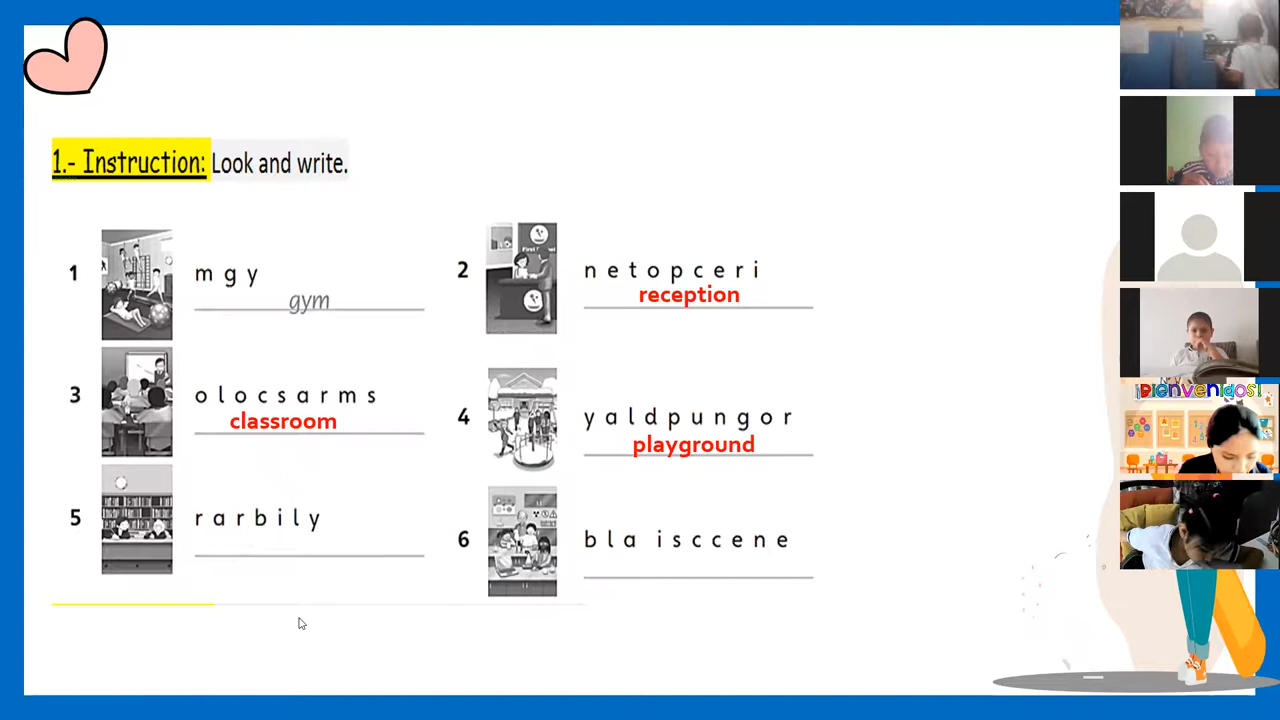 1.- Instruction: Look and write.
1 m g y
gym
2 n e t o p c e r i
reception
3 o l o c s a r m s
classroom
4 y a l d p u n g o r
playground
5 r a r b i l y
6 b l a i s c c e n e
¡Bienvenidos!